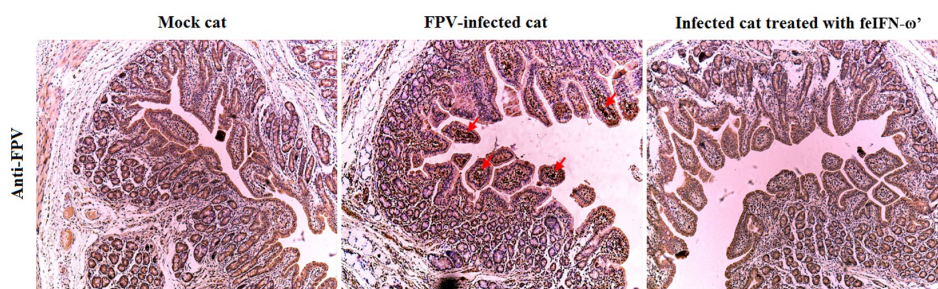 Mock cat
FPV-infected cat
Infected cat treated with feIFN-ω’
Anti-FPV